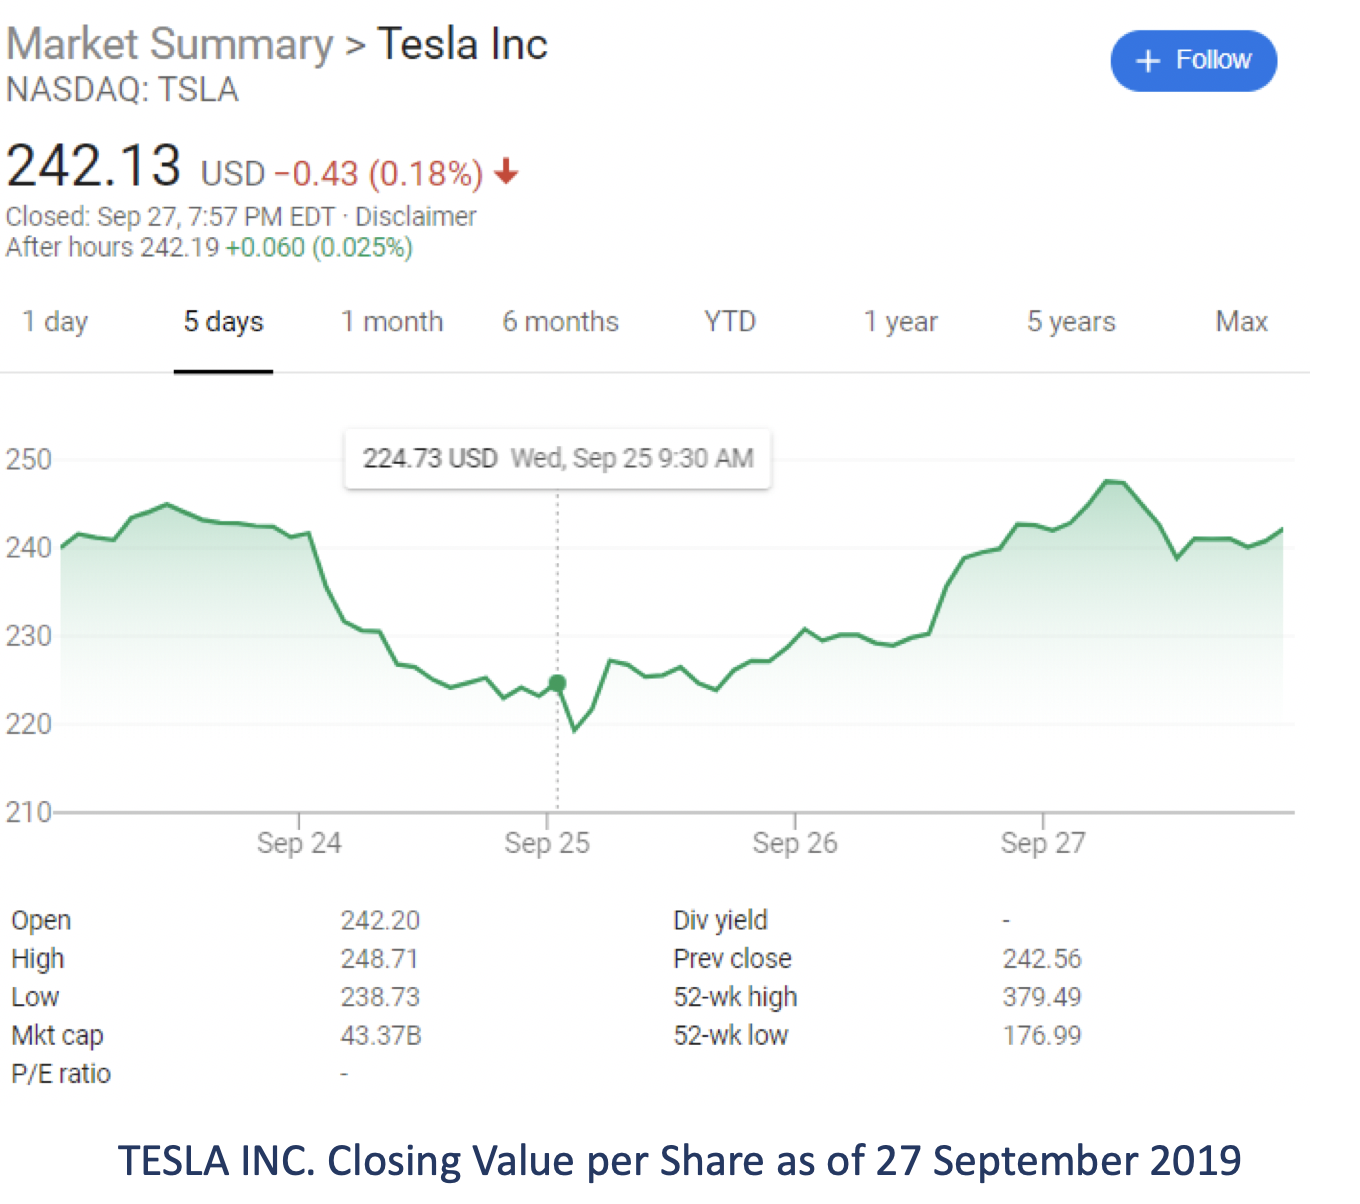 Market Summary > Tesla Inc
NASDAQ: TSLA
+ Follow
242.13 USD −0.43 (0.18%) ↓
Closed: Sep 27, 7:57 PM EDT · Disclaimer
After hours 242.19 +0.060 (0.025%)
1 day 5 days 1 month 6 months YTD 1 year 5 years Max
224.73 USD Wed, Sep 25 9:30 AM
250
240
230
220
210
Sep 24 Sep 25 Sep 26 Sep 27
Open 242.20 Div yield -
High 248.71 Prev close 242.56
Low 238.73 52-wk high 379.49
Mkt cap 43.37B 52-wk low 176.99
P/E ratio -
TESLA INC. Closing Value per Share as of 27 September 2019